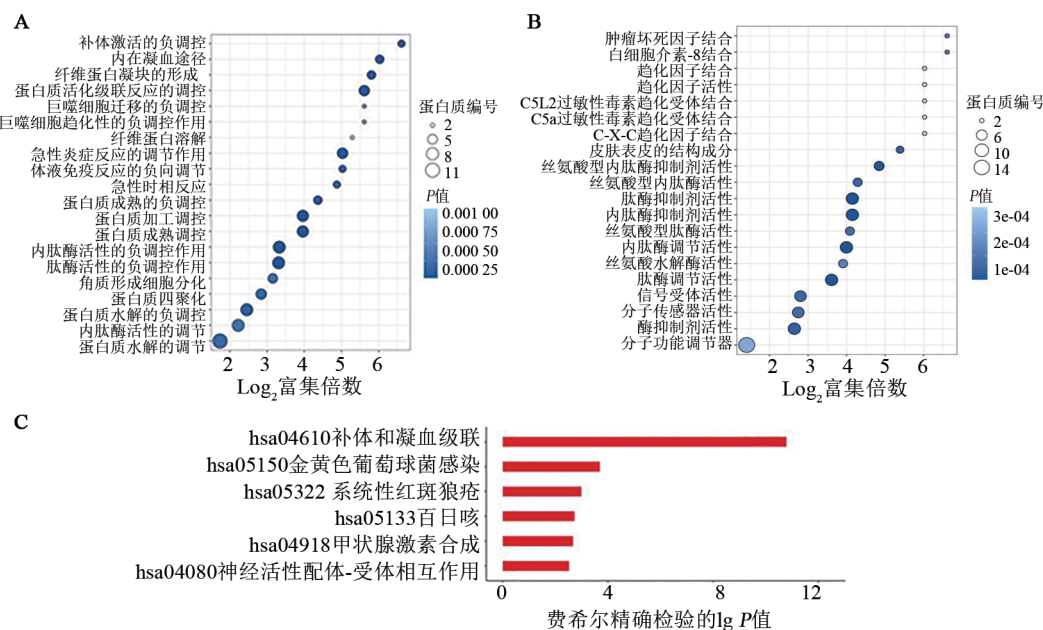 A
补体激活的负调控
内在凝血途径
纤维蛋白凝块的形成
蛋白质活化级联反应的调控
巨噬细胞迁移的负调控
巨噬细胞趋化性的负调控作用
纤维蛋白溶解
急性炎症反应的调节作用
体液免疫反应的负向调节
急性时相反应
蛋白质成熟的负调控
蛋白质加工调控
蛋白质成熟调控
内肽酶活性的负调控作用
肽酶活性的负调控作用
角质形成细胞分化
蛋白质四聚化
蛋白质水解的负调控
内肽酶活性的调节
蛋白质水解的调节
2 3 4 5 6
Log2富集倍数
蛋白质编号
2
5
8
11
P值
0.001 00
0.000 75
0.000 50
0.000 25
B
肿瘤坏死因子结合
白细胞介素-8结合
趋化因子结合
趋化因子活性
C5L2过敏性毒素趋化受体结合
C5a过敏性毒素趋化受体结合
C-X-C趋化因子结合
皮肤表皮的结构成分
丝氨酸型内肽酶抑制剂活性
丝氨酸型内肽酶活性
肽酶抑制剂活性
内肽酶抑制剂活性
丝氨酸型肽酶活性
内肽酶调节活性
丝氨酸水解酶活性
肽酶调节活性
信号受体活性
分子传感器活性
酶抑制剂活性
分子功能调节器
2 3 4 5 6
Log2富集倍数
蛋白质编号
2
6
10
14
P值
3e-04
2e-04
1e-04
C
hsa04610补体和凝血级联
hsa05150金黄色葡萄球菌感染
hsa05322 系统性红斑狼疮
hsa05133百日咳
hsa04918甲状腺激素合成
hsa04080神经活性配体-受体相互作用
0 4 8 12
费希尔精确检验的lg P值